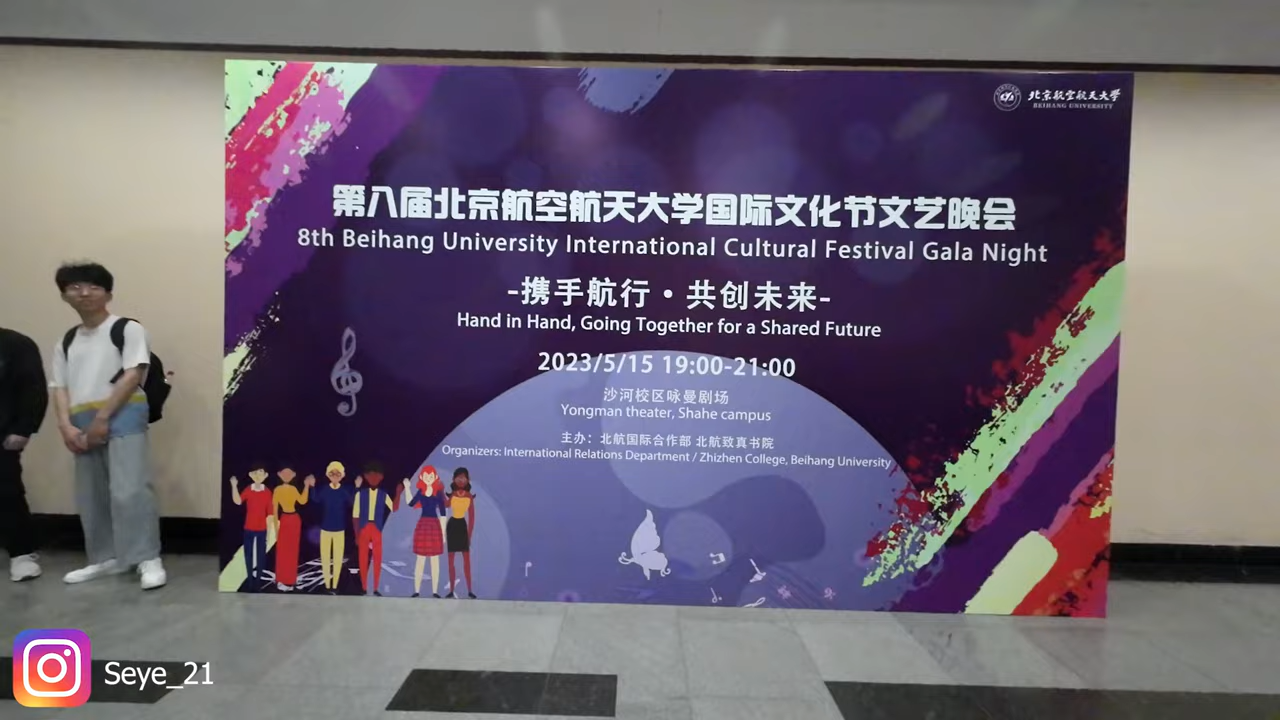 北京航空航天大学
BEIHANG UNIVERSITY
第八届北京航空航天大学国际文化节文艺晚会
8th Beihang University International Cultural Festival Gala Night
-携手航行·共创未来-
Hand in Hand, Going Together for a Shared Future
2023/5/15 19:00-21:00
沙河校区咏曼剧场
Yongman theater, Shahe campus
主办：北航国际合作部 北航致真书院
Organizers: International Relations Department / Zhizhen College, Beihang University
Seye_21